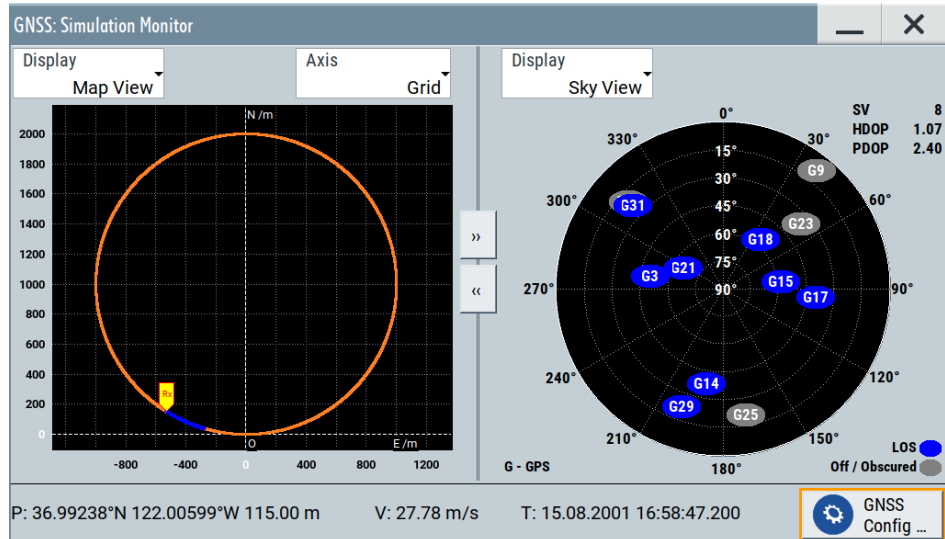 GNSS: Simulation Monitor
Display
Map View
Axis
Grid
Display
Sky View
N /m
2000
1800
1600
1400
1200
1000
800
600
400
200
0
Rx
O
E /m
-800 -400 0 400 800 1200
››
‹‹
SV 8
HDOP 1.07
PDOP 2.40
0°
30°
60°
90°
120°
150°
180°
210°
240°
270°
300°
330°
15°
30°
45°
60°
75°
90°
G9
G31
G23
G18
G21
G3
G15
G17
G14
G29
G25
G - GPS
LOS
Off / Obscured
P: 36.99238°N 122.00599°W 115.00 m
V: 27.78 m/s
T: 15.08.2001 16:58:47.200
GNSS
Config ...